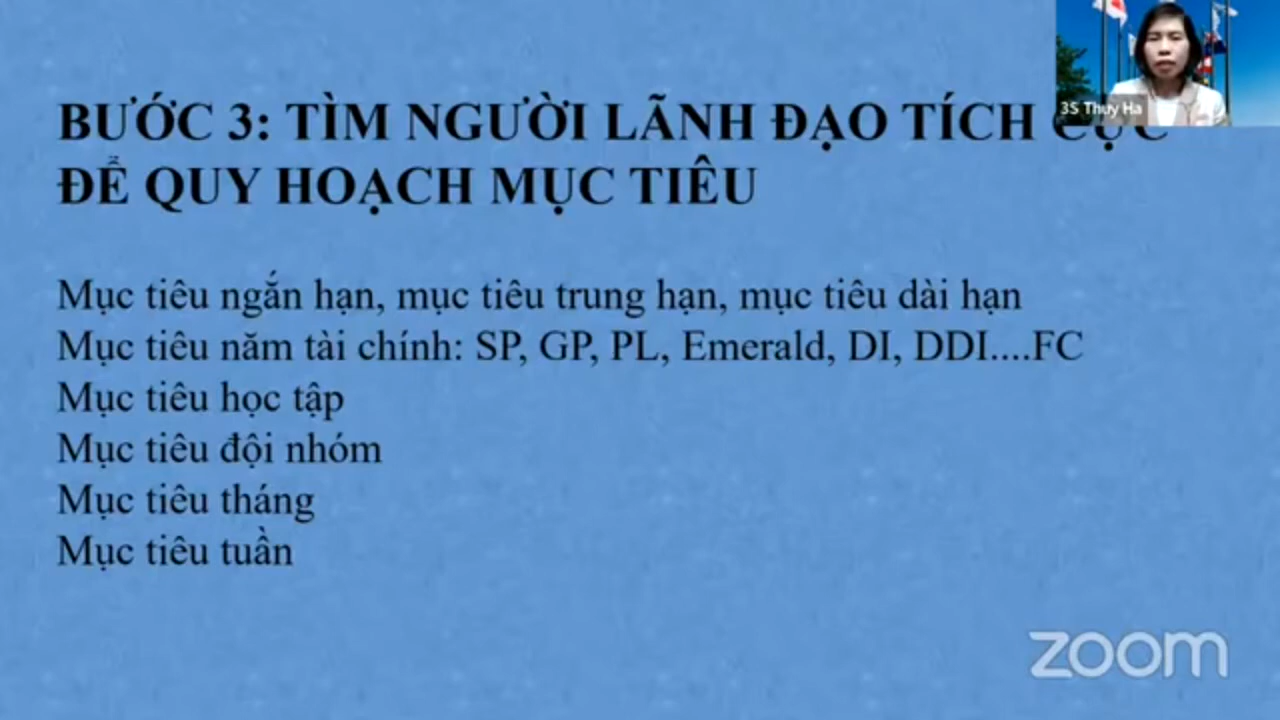 BƯỚC 3: TÌM NGƯỜI LÃNH ĐẠO TÍCH CỰC
ĐỂ QUY HOẠCH MỤC TIÊU
Mục tiêu ngắn hạn, mục tiêu trung hạn, mục tiêu dài hạn
Mục tiêu năm tài chính: SP, GP, PL, Emerald, DI, DDI....FC
Mục tiêu học tập
Mục tiêu đội nhóm
Mục tiêu tháng
Mục tiêu tuần
3S Thuy Ha
zoom